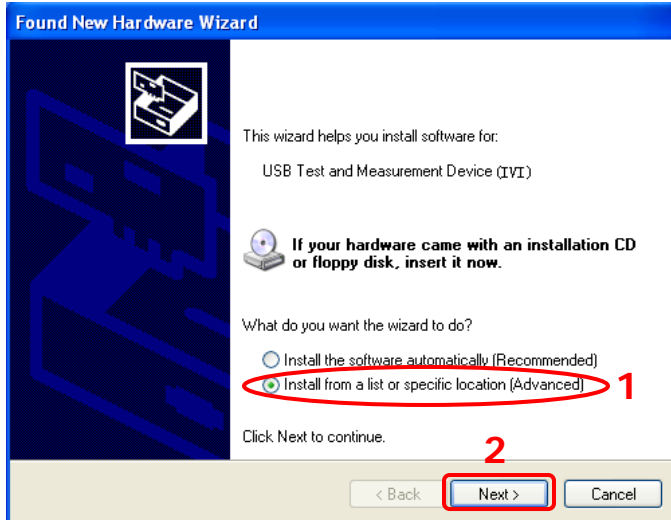 Found New Hardware Wizard
This wizard helps you install software for:
USB Test and Measurement Device (IVI)
If your hardware came with an installation CD
or floppy disk, insert it now.
What do you want the wizard to do?
Install the software automatically (Recommended)
Install from a list or specific location (Advanced)
1
Click Next to continue.
2
< Back
Next >
Cancel